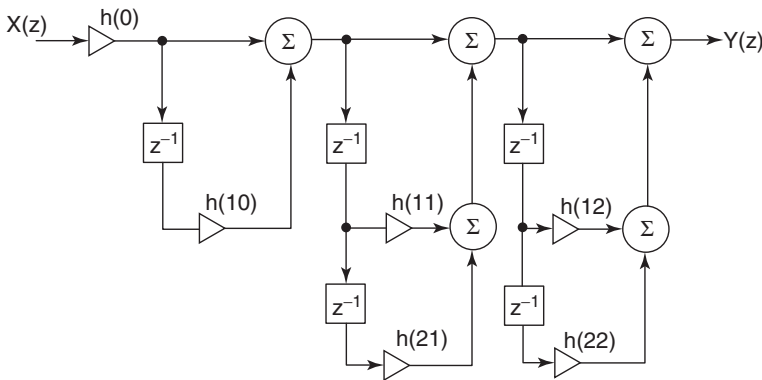 X(z)
h(0)
Σ
Σ
Σ
Y(z)
z⁻¹
z⁻¹
z⁻¹
h(10)
h(11)
Σ
h(12)
Σ
z⁻¹
z⁻¹
h(21)
h(22)